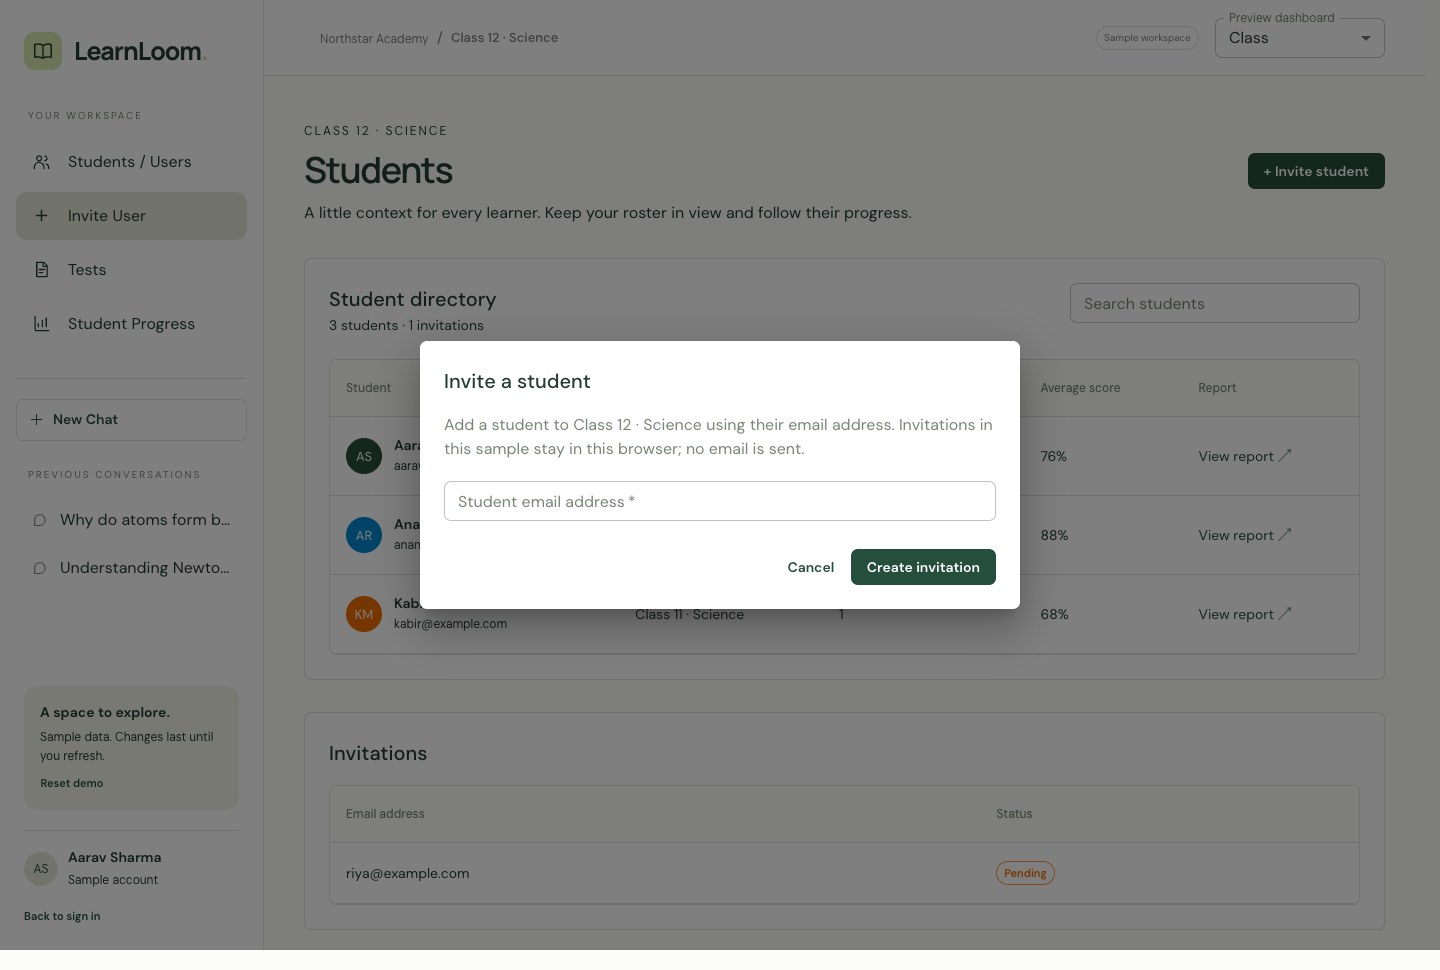 LearnLoom.
YOUR WORKSPACE
Students / Users
Invite User
Tests
Student Progress
New Chat
PREVIOUS CONVERSATIONS
Why do atoms form b...
Understanding Newto...
A space to explore.
Sample data. Changes last until
you refresh.
Reset demo
AS
Aarav Sharma
Sample account
Back to sign in
Northstar Academy / Class 12 · Science
Sample workspace
Preview dashboard
Class
CLASS 12 · SCIENCE
Students
+ Invite student
A little context for every learner. Keep your roster in view and follow their progress.
Student directory
3 students · 1 invitations
Search students
Student Average score Report
AS 76% View report
AR 88% View report
KM Class 11 · Science 1 68% View report
kabir@example.com
Invite a student
Add a student to Class 12 · Science using their email address. Invitations in
this sample stay in this browser; no email is sent.
Student email address *
Cancel Create invitation
Invitations
Email address Status
riya@example.com Pending